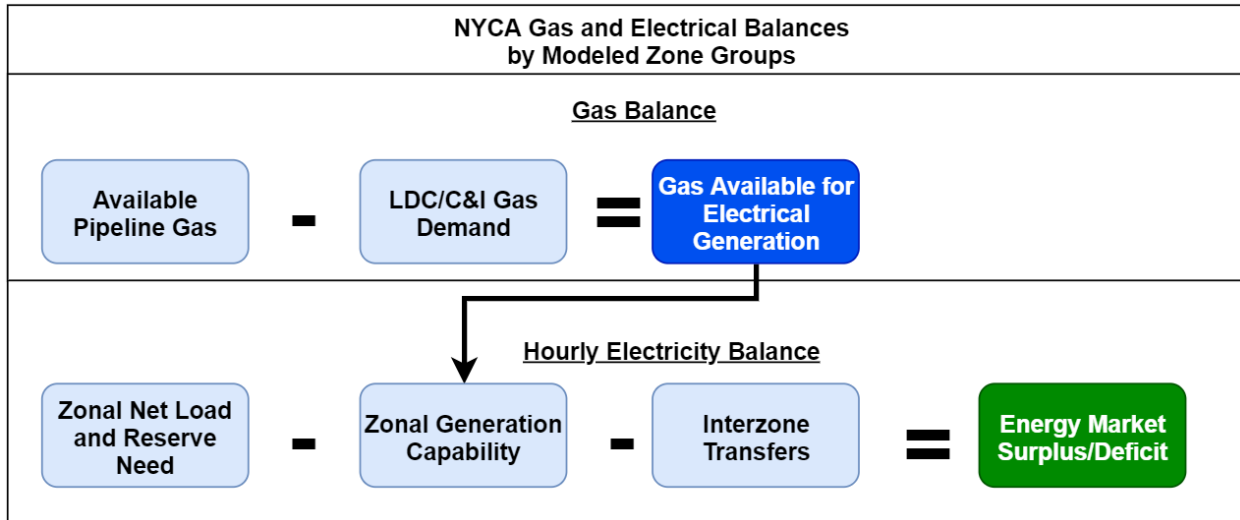 NYCA Gas and Electrical Balances
by Modeled Zone Groups
Gas Balance
Available
Pipeline Gas
-
LDC/C&I Gas
Demand
=
Gas Available for
Electrical
Generation
Hourly Electricity Balance
Zonal Net Load
and Reserve
Need
-
Zonal Generation
Capability
-
Interzone
Transfers
=
Energy Market
Surplus/Deficit